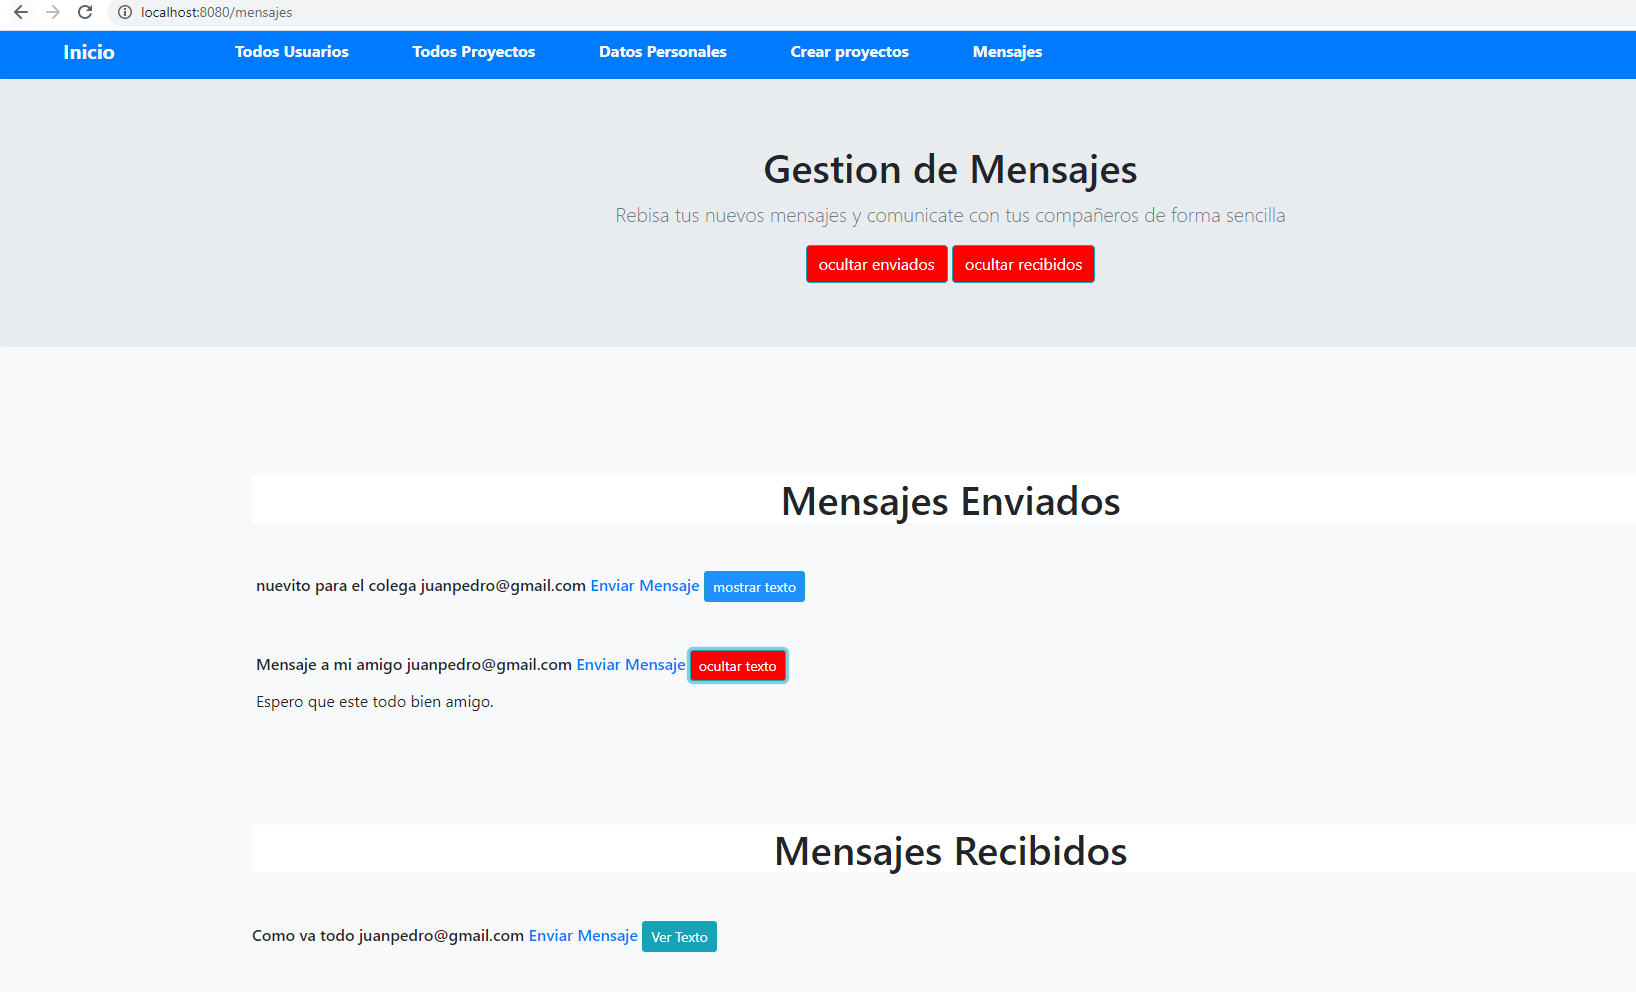 localhost:8080/mensajes
Inicio Todos Usuarios Todos Proyectos Datos Personales Crear proyectos Mensajes
Gestion de Mensajes
Rebisa tus nuevos mensajes y comunicate con tus compañeros de forma sencilla
ocultar enviados ocultar recibidos
Mensajes Enviados
nuevito para el colega juanpedro@gmail.com Enviar Mensaje mostrar texto
Mensaje a mi amigo juanpedro@gmail.com Enviar Mensaje ocultar texto
Espero que este todo bien amigo.
Mensajes Recibidos
Como va todo juanpedro@gmail.com Enviar Mensaje Ver Texto